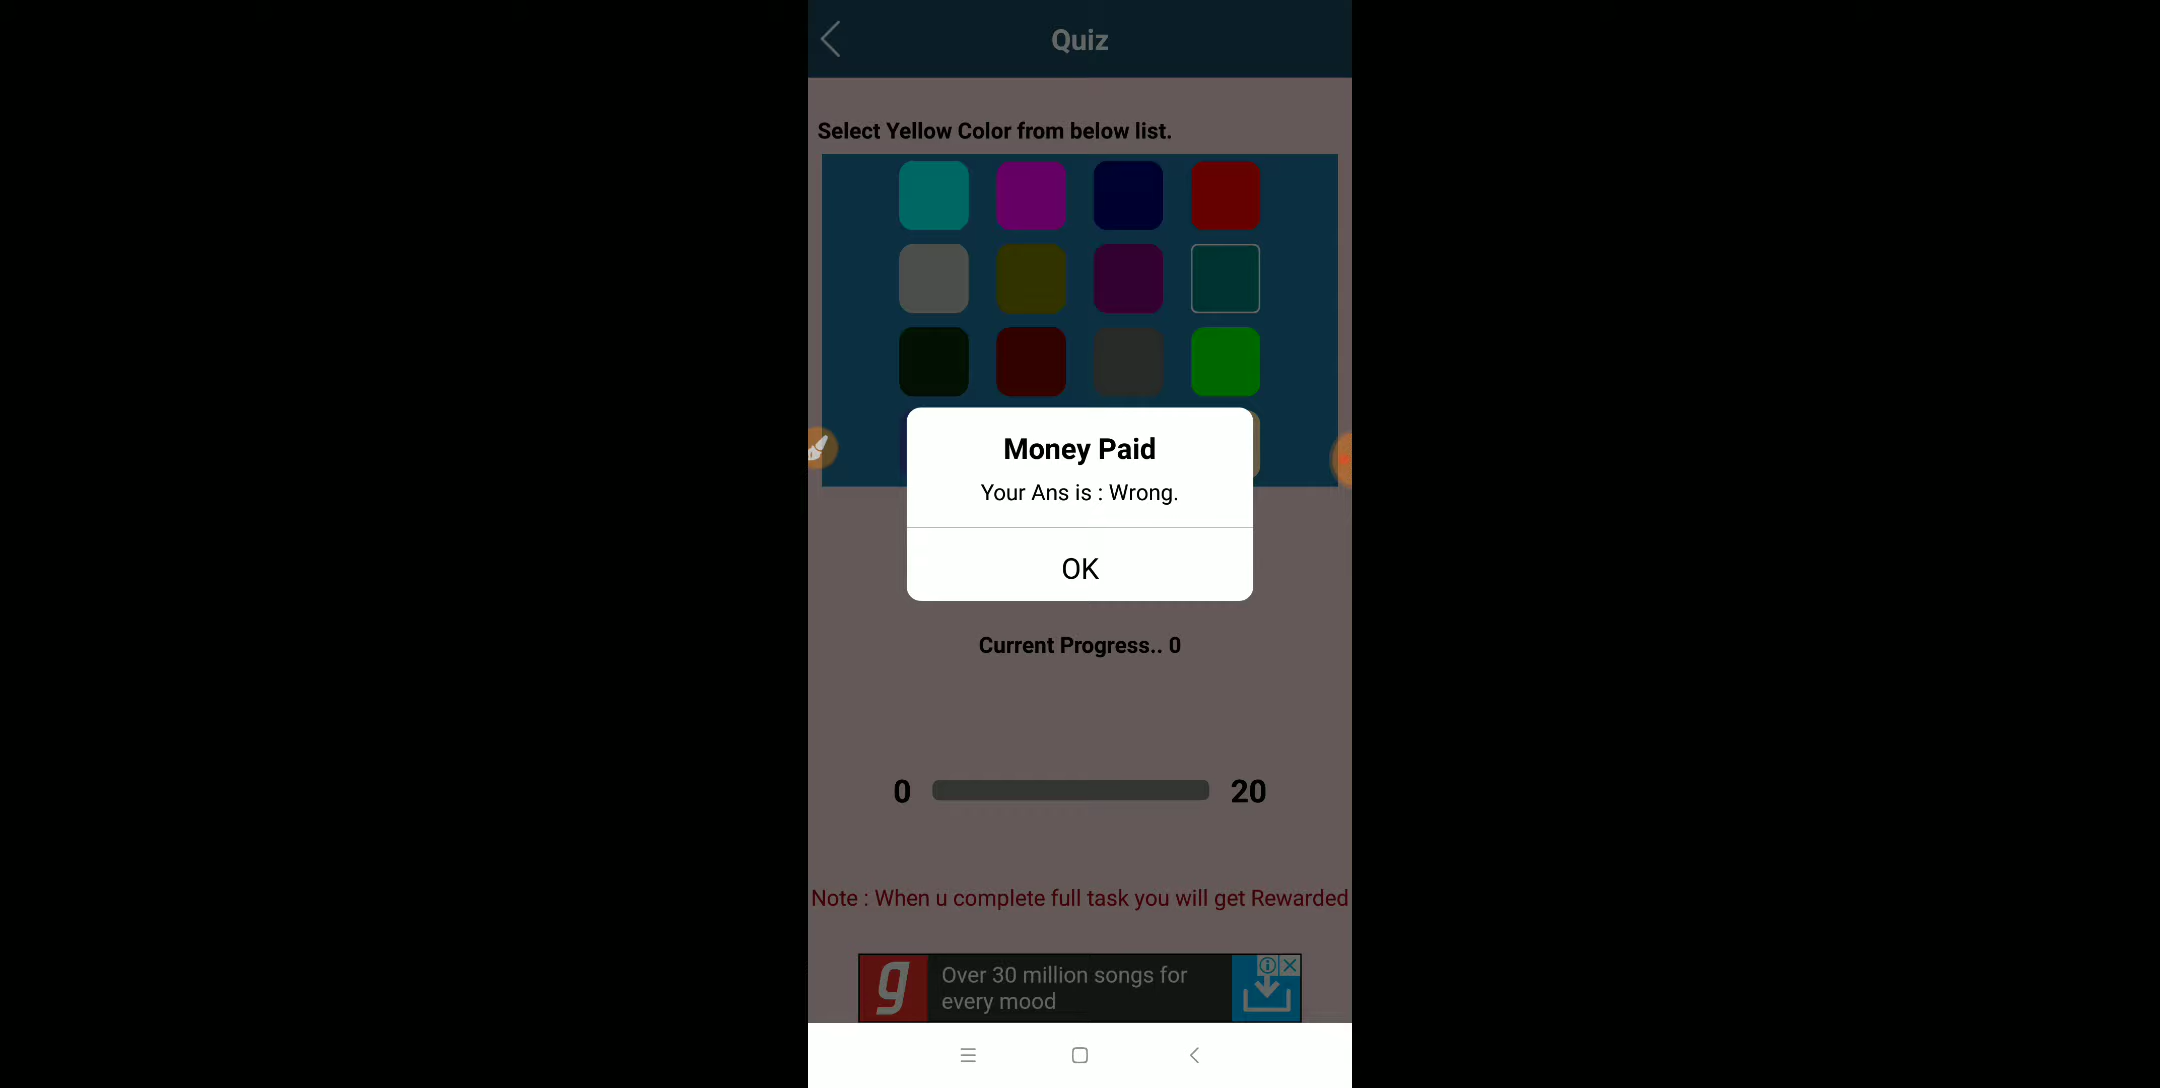 Quiz
Select Yellow Color from below list.
Money Paid
Your Ans is : Wrong.
OK
Current Progress.. 0
0 20
Note : When u complete full task you will get Rewarded
g Over 30 million songs for
every mood